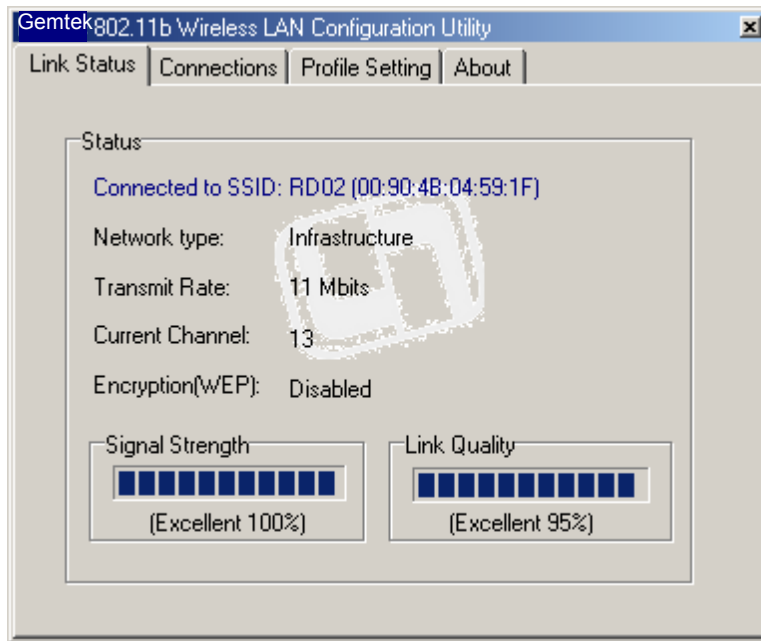 Gemtek 802.11b Wireless LAN Configuration Utility
Link Status Connections Profile Setting About
Status
Connected to SSID: RD02 (00:90:4B:04:59:1F)
Network type: Infrastructure
Transmit Rate: 11 Mbits
Current Channel: 13
Encryption(WEP): Disabled
Signal Strength Link Quality
(Excellent 100%) (Excellent 95%)